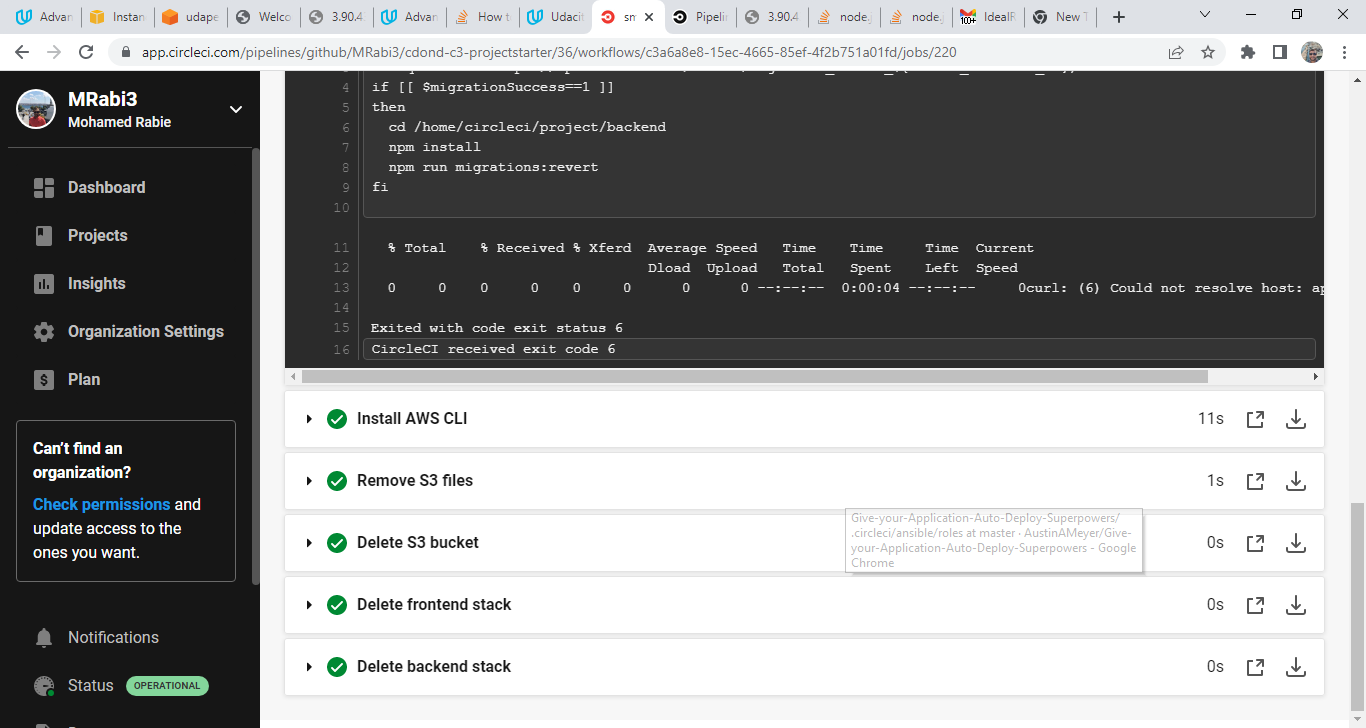 Advan
Instan
udape
Welco
3.90.4
Advan
How t
Udacit
sm
Pipelin
3.90.4
node.j
node.j
100+
IdealR
New T
app.circleci.com/pipelines/github/MRabi3/cdond-c3-projectstarter/36/workflows/c3a6a8e8-15ec-4665-85ef-4f2b751a01fd/jobs/220
MRabi3
Mohamed Rabie
Dashboard
Projects
Insights
Organization Settings
Plan
Can't find an
organization?
Check permissions and
update access to the
ones you want.
Notifications
Status OPERATIONAL
4 if [[ $migrationSuccess==1 ]]
5 then
6 cd /home/circleci/project/backend
7 npm install
8 npm run migrations:revert
9 fi
10
11 % Total % Received % Xferd Average Speed Time Time Time Current
12 Dload Upload Total Spent Left Speed
13 0 0 0 0 0 0 0 0 --:--:-- 0:00:04 --:--:-- 0curl: (6) Could not resolve host: ap
14
15 Exited with code exit status 6
16 CircleCI received exit code 6
Install AWS CLI 11s
Remove S3 files 1s
Delete S3 bucket 0s
Give-your-Application-Auto-Deploy-Superpowers/
.circleci/ansible/roles at master · AustinAMeyer/Give-
your-Application-Auto-Deploy-Superpowers - Google
Chrome
Delete frontend stack 0s
Delete backend stack 0s